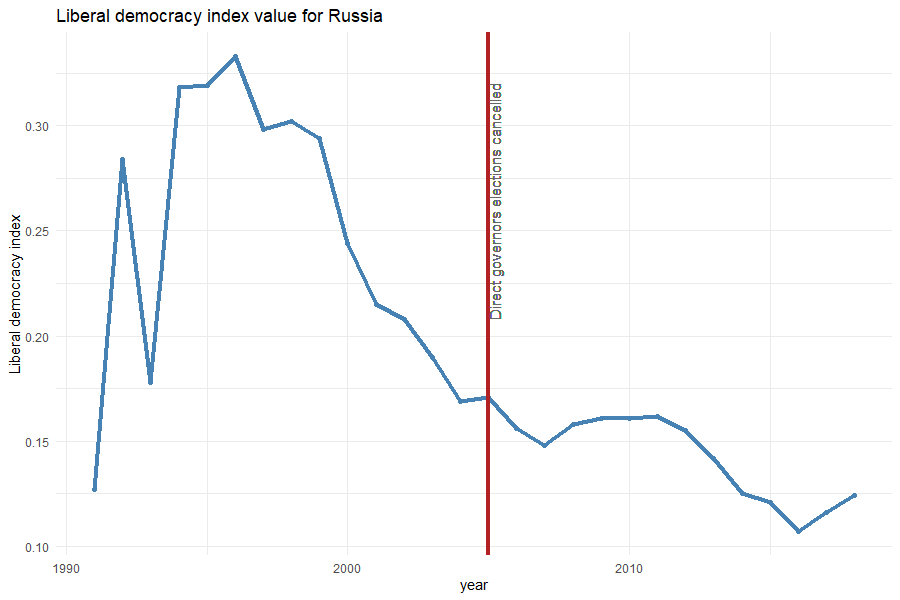 Liberal democracy index value for Russia
Liberal democracy index
0.30
0.25
0.20
0.15
0.10
Direct governors elections cancelled
1990
2000
2010
year